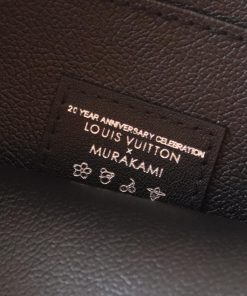 20 YEAR ANNIVERSARY CELEBRATION
LOUIS VUITTON
×
MURAKAMI